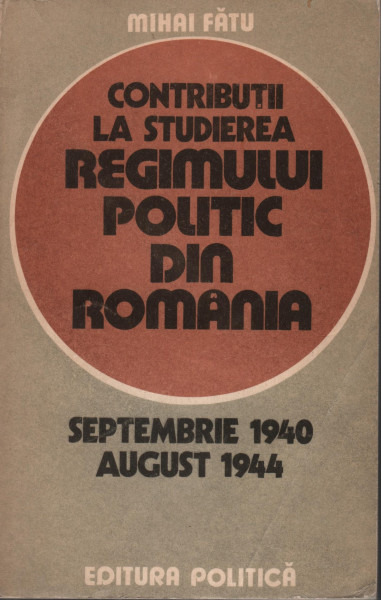 MIHAI FĂTU
CONTRIBUȚII
LA STUDIEREA
REGIMULUI
POLITIC
DIN
ROMÂNIA
SEPTEMBRIE 1940
AUGUST 1944
EDITURA POLITICĂ